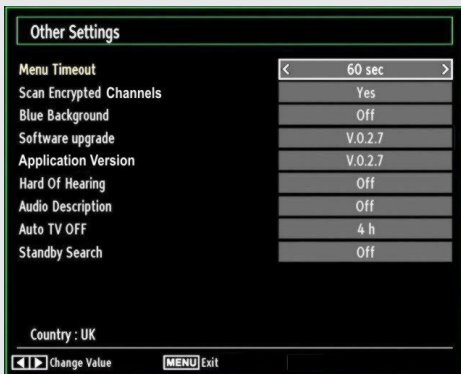 Other Settings
Menu Timeout < 60 sec >
Scan Encrypted Channels Yes
Blue Background Off
Software upgrade V.0.2.7
Application Version V.0.2.7
Hard Of Hearing Off
Audio Description Off
Auto TV OFF 4 h
Standby Search Off
Country : UK
Change Value MENU Exit